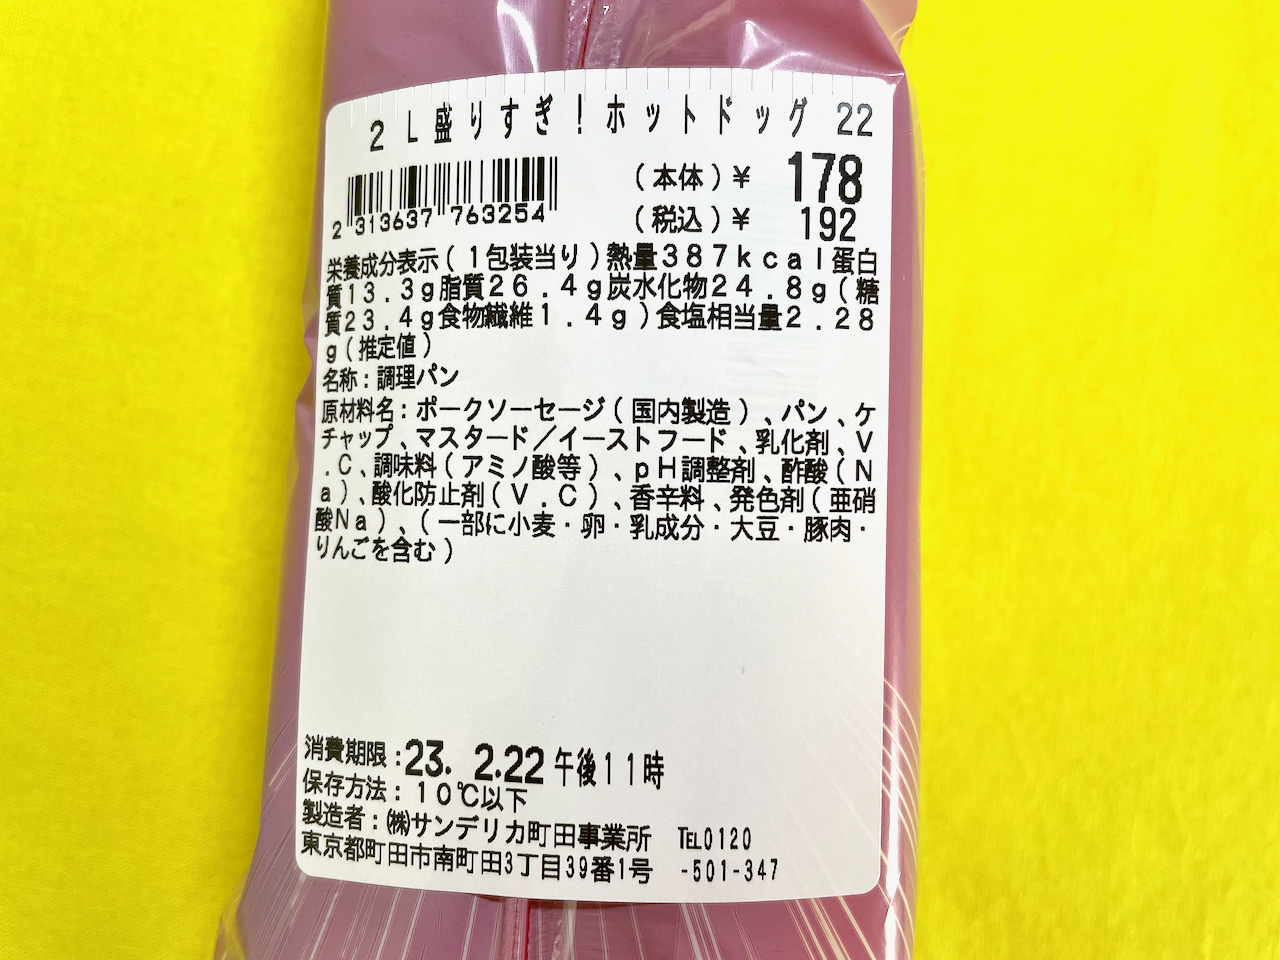 2L盛りすぎ！ホットドッグ 22
(本体)¥ 178
2 313637 763254
(税込)¥ 192
栄養成分表示(1包装当り)熱量387kcal蛋白
質13.3g脂質26.4g炭水化物24.8g(糖
質23.4g食物繊維1.4g)食塩相当量2.28
g(推定値)
名称:調理パン
原材料名:ポークソーセージ(国内製造)、パン、ケ
チャップ、マスタード／イーストフード、乳化剤、V
.C、調味料(アミノ酸等)、pH調整剤、酢酸(N
a)、酸化防止剤(V.C)、香辛料、発色剤(亜硝
酸Na)、(一部に小麦・卵・乳成分・大豆・豚肉・
りんごを含む)
消費期限:23. 2.22午後11時
保存方法:10℃以下
製造者:㈱サンデリカ町田事業所 ℡0120
東京都町田市南町田3丁目39番1号 -501-347